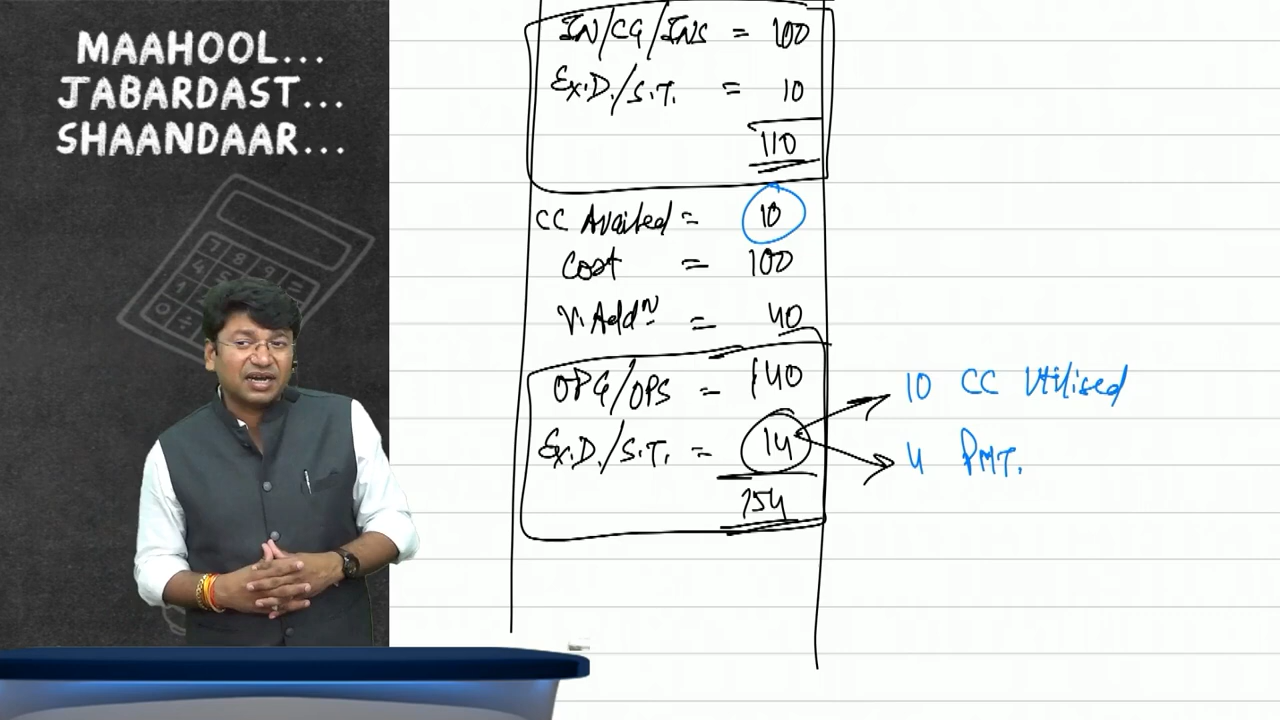 MAAHOOL...
JABARDAST...
SHAANDAAR...
IN/CG/INS = 100
Ex.D./S.T. = 10
110
CC Availed = 10
Cost = 100
V. Addn = 40
OPG/OPS = 140
Ex.D./S.T. = 14
154
10 CC Utilised
4 PMT.